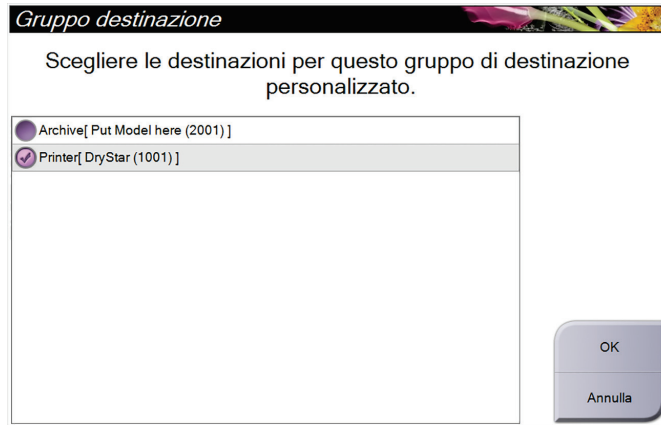 Gruppo destinazione
Scegliere le destinazioni per questo gruppo di destinazione
personalizzato.
Archive[ Put Model here (2001) ]
Printer[ DryStar (1001) ]
OK
Annulla